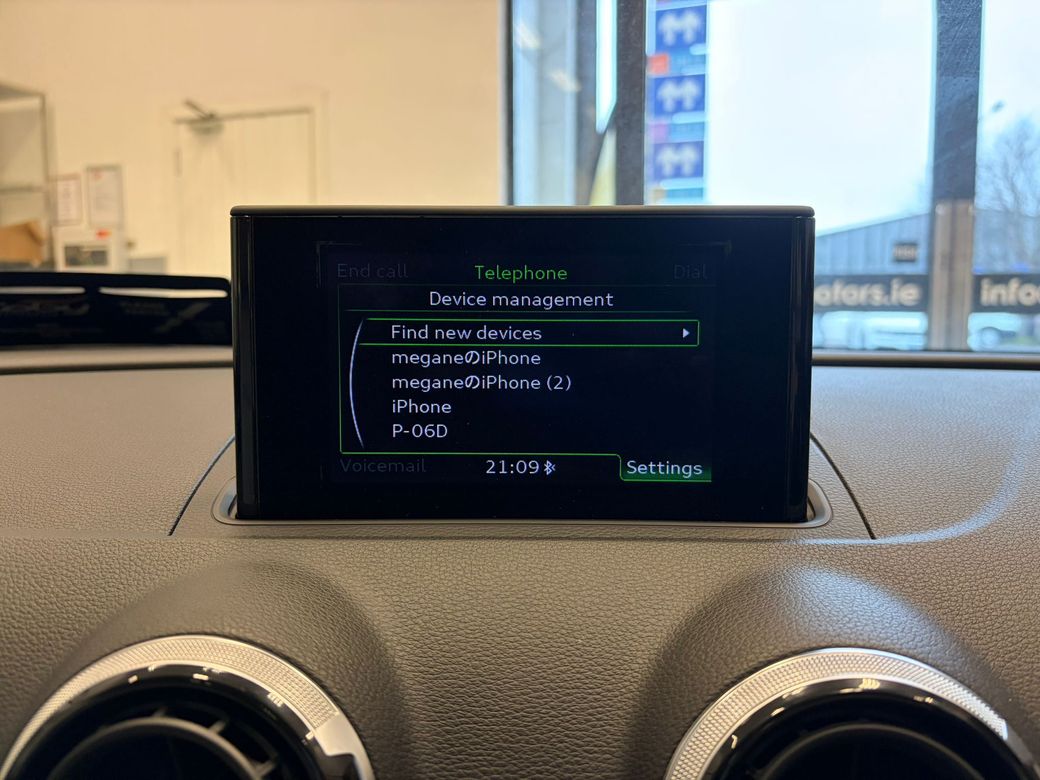 End call Telephone Dial
Device management
Find new devices
meganeのiPhone
meganeのiPhone (2)
iPhone
P-06D
Voicemail 21:09 Settings
otors.ie
info